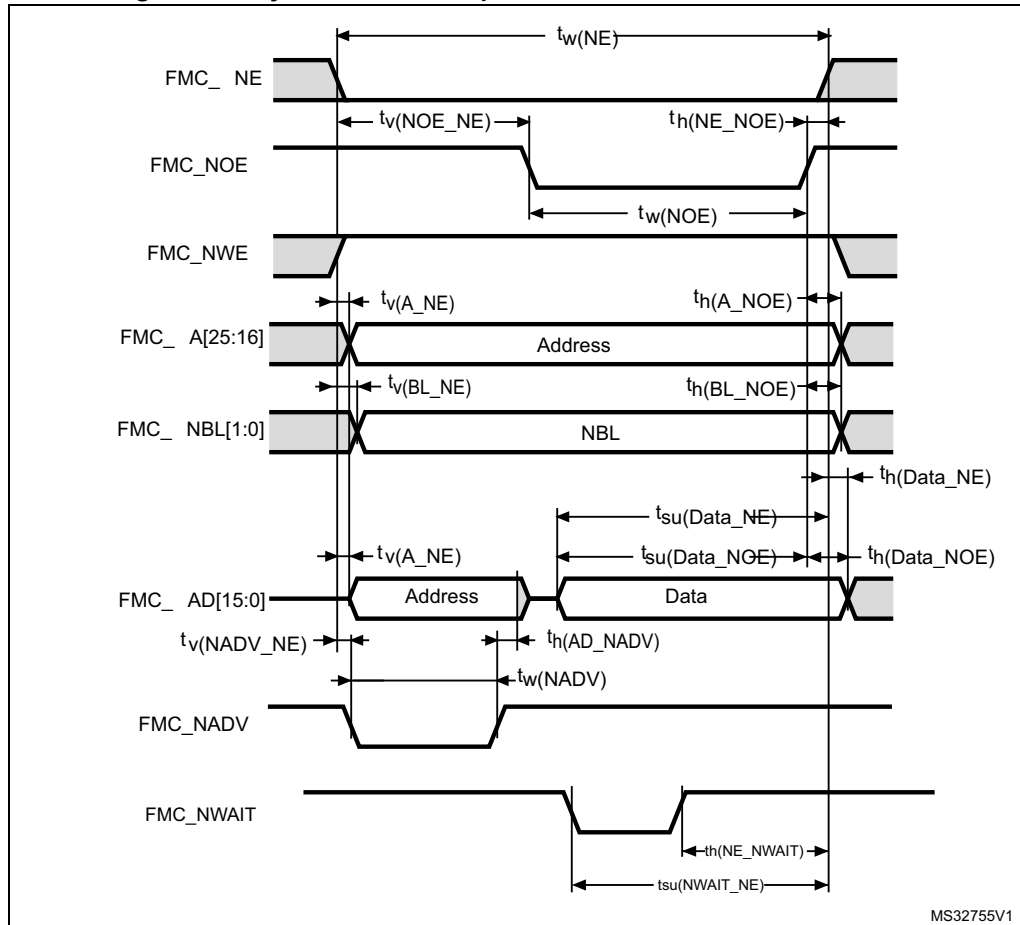 tw(NE)
FMC_ NE
tv(NOE_NE)
th(NE_NOE)
FMC_NOE
tw(NOE)
FMC_NWE
tv(A_NE)
th(A_NOE)
FMC_ A[25:16]
Address
tv(BL_NE)
th(BL_NOE)
FMC_ NBL[1:0]
NBL
th(Data_NE)
tsu(Data_NE)
tv(A_NE)
tsu(Data_NOE)
th(Data_NOE)
FMC_ AD[15:0]
Address
Data
tv(NADV_NE)
th(AD_NADV)
tw(NADV)
FMC_NADV
FMC_NWAIT
th(NE_NWAIT)
tsu(NWAIT_NE)
MS32755V1